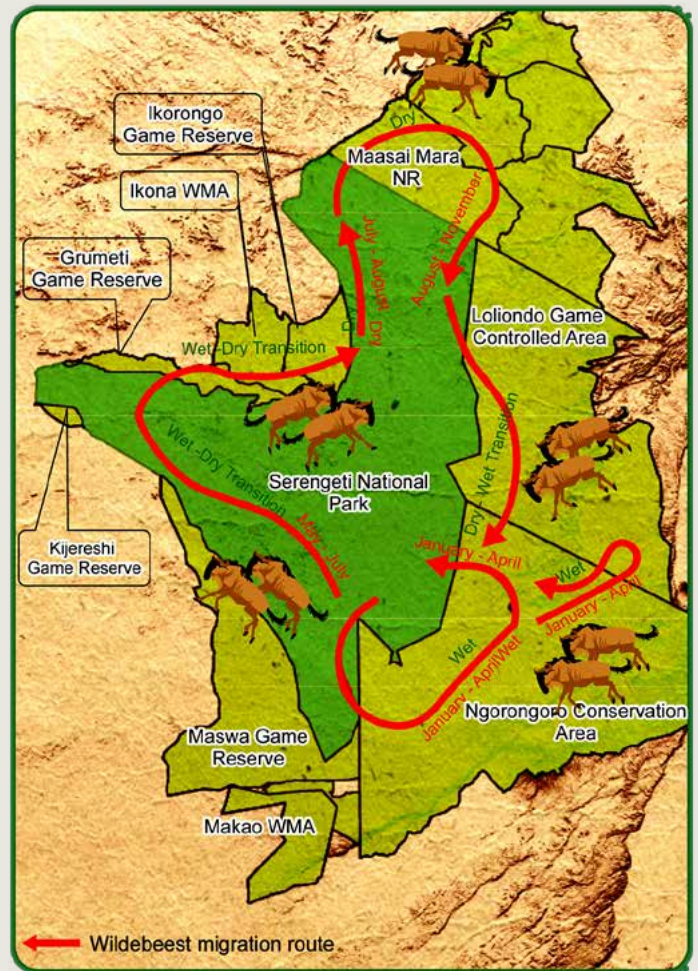 Ikorongo
Game Reserve
Dry
Maasai Mara
NR
Ikona WMA
Grumeti
Game Reserve
July - August - Dry
Dry
August - November
Loliondo Game
Controlled Area
Wet -Dry Transition
Wet -Dry Transition
Serengeti National
Park
Dry - Wet Transition
Kijereshi
Game Reserve
May - July
January - April
Wet
January - April
Wet
January - AprilWet
Ngorongoro Conservation
Area
Maswa Game
Reserve
Makao WMA
Wildebeest migration route